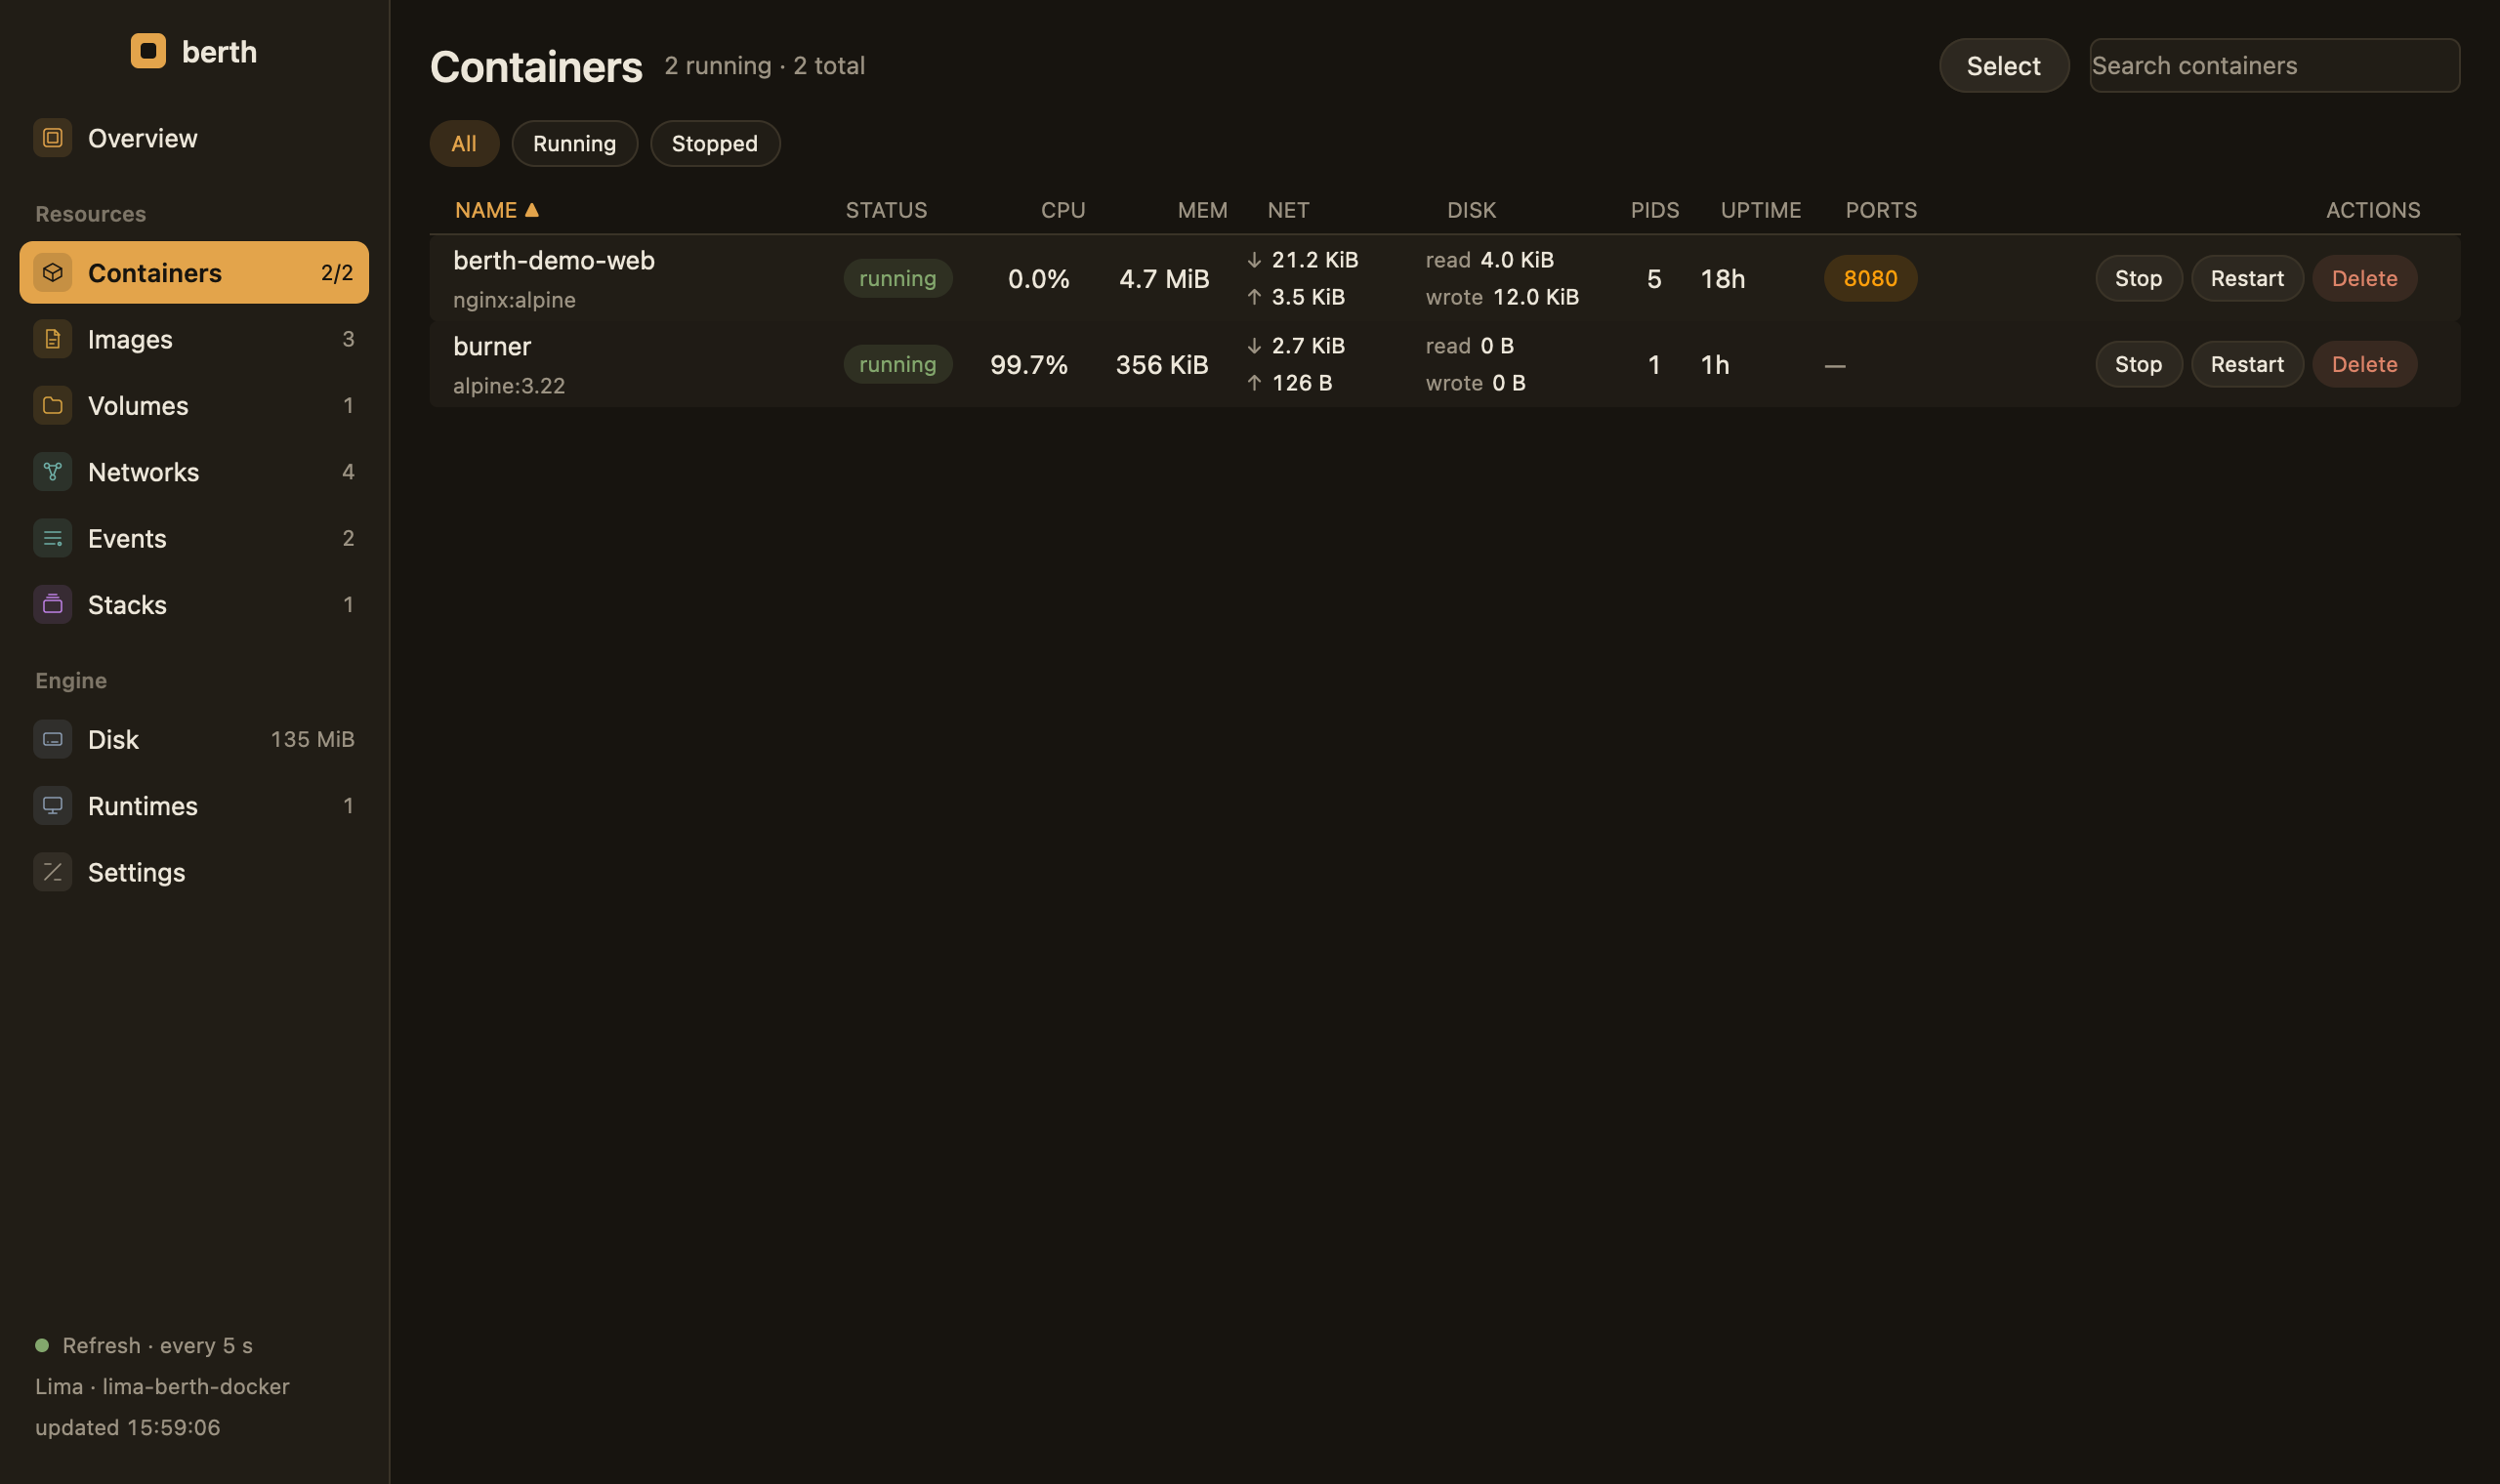 berth
Overview
Resources
Containers 2/2
Images 3
Volumes 1
Networks 4
Events 2
Stacks 1
Engine
Disk 135 MiB
Runtimes 1
Settings
Refresh · every 5 s
Lima · lima-berth-docker
updated 15:59:06
Containers 2 running · 2 total
Select
Search containers
All Running Stopped
NAME ▲ STATUS CPU MEM NET DISK PIDS UPTIME PORTS ACTIONS
berth-demo-web
nginx:alpine
running 0.0% 4.7 MiB
↓ 21.2 KiB
↑ 3.5 KiB
read 4.0 KiB
wrote 12.0 KiB
5 18h 8080 Stop Restart Delete
burner
alpine:3.22
running 99.7% 356 KiB
↓ 2.7 KiB
↑ 126 B
read 0 B
wrote 0 B
1 1h — Stop Restart Delete